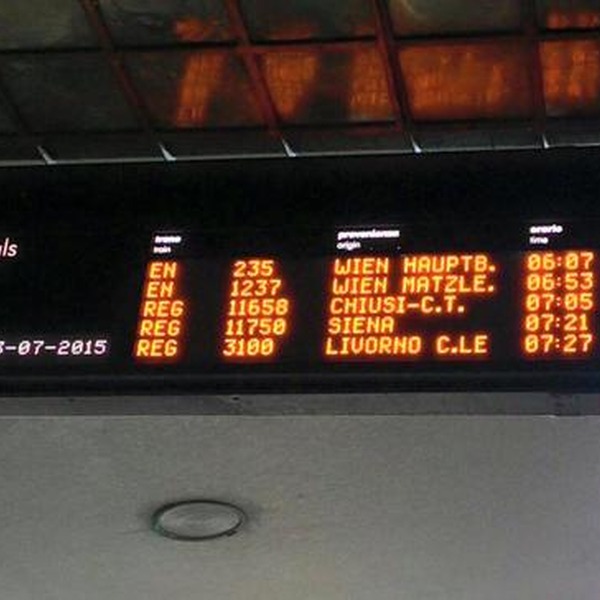 als
treno provenienza orario
train origin time
EN 235 WIEN HAUPTB. 06:07
EN 1237 WIEN MATZLE. 06:53
REG 11658 CHIUSI-C.T. 07:05
REG 11750 SIENA 07:21
3-07-2015 REG 3100 LIVORNO C.LE 07:27